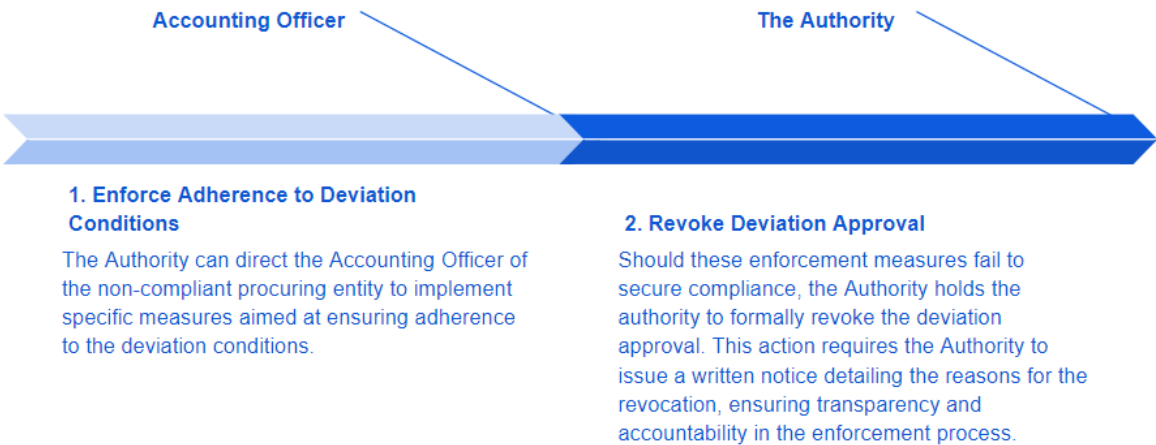 Accounting Officer
The Authority
1. Enforce Adherence to Deviation
Conditions
The Authority can direct the Accounting Officer of
the non-compliant procuring entity to implement
specific measures aimed at ensuring adherence
to the deviation conditions.
2. Revoke Deviation Approval
Should these enforcement measures fail to
secure compliance, the Authority holds the
authority to formally revoke the deviation
approval. This action requires the Authority to
issue a written notice detailing the reasons for the
revocation, ensuring transparency and
accountability in the enforcement process.